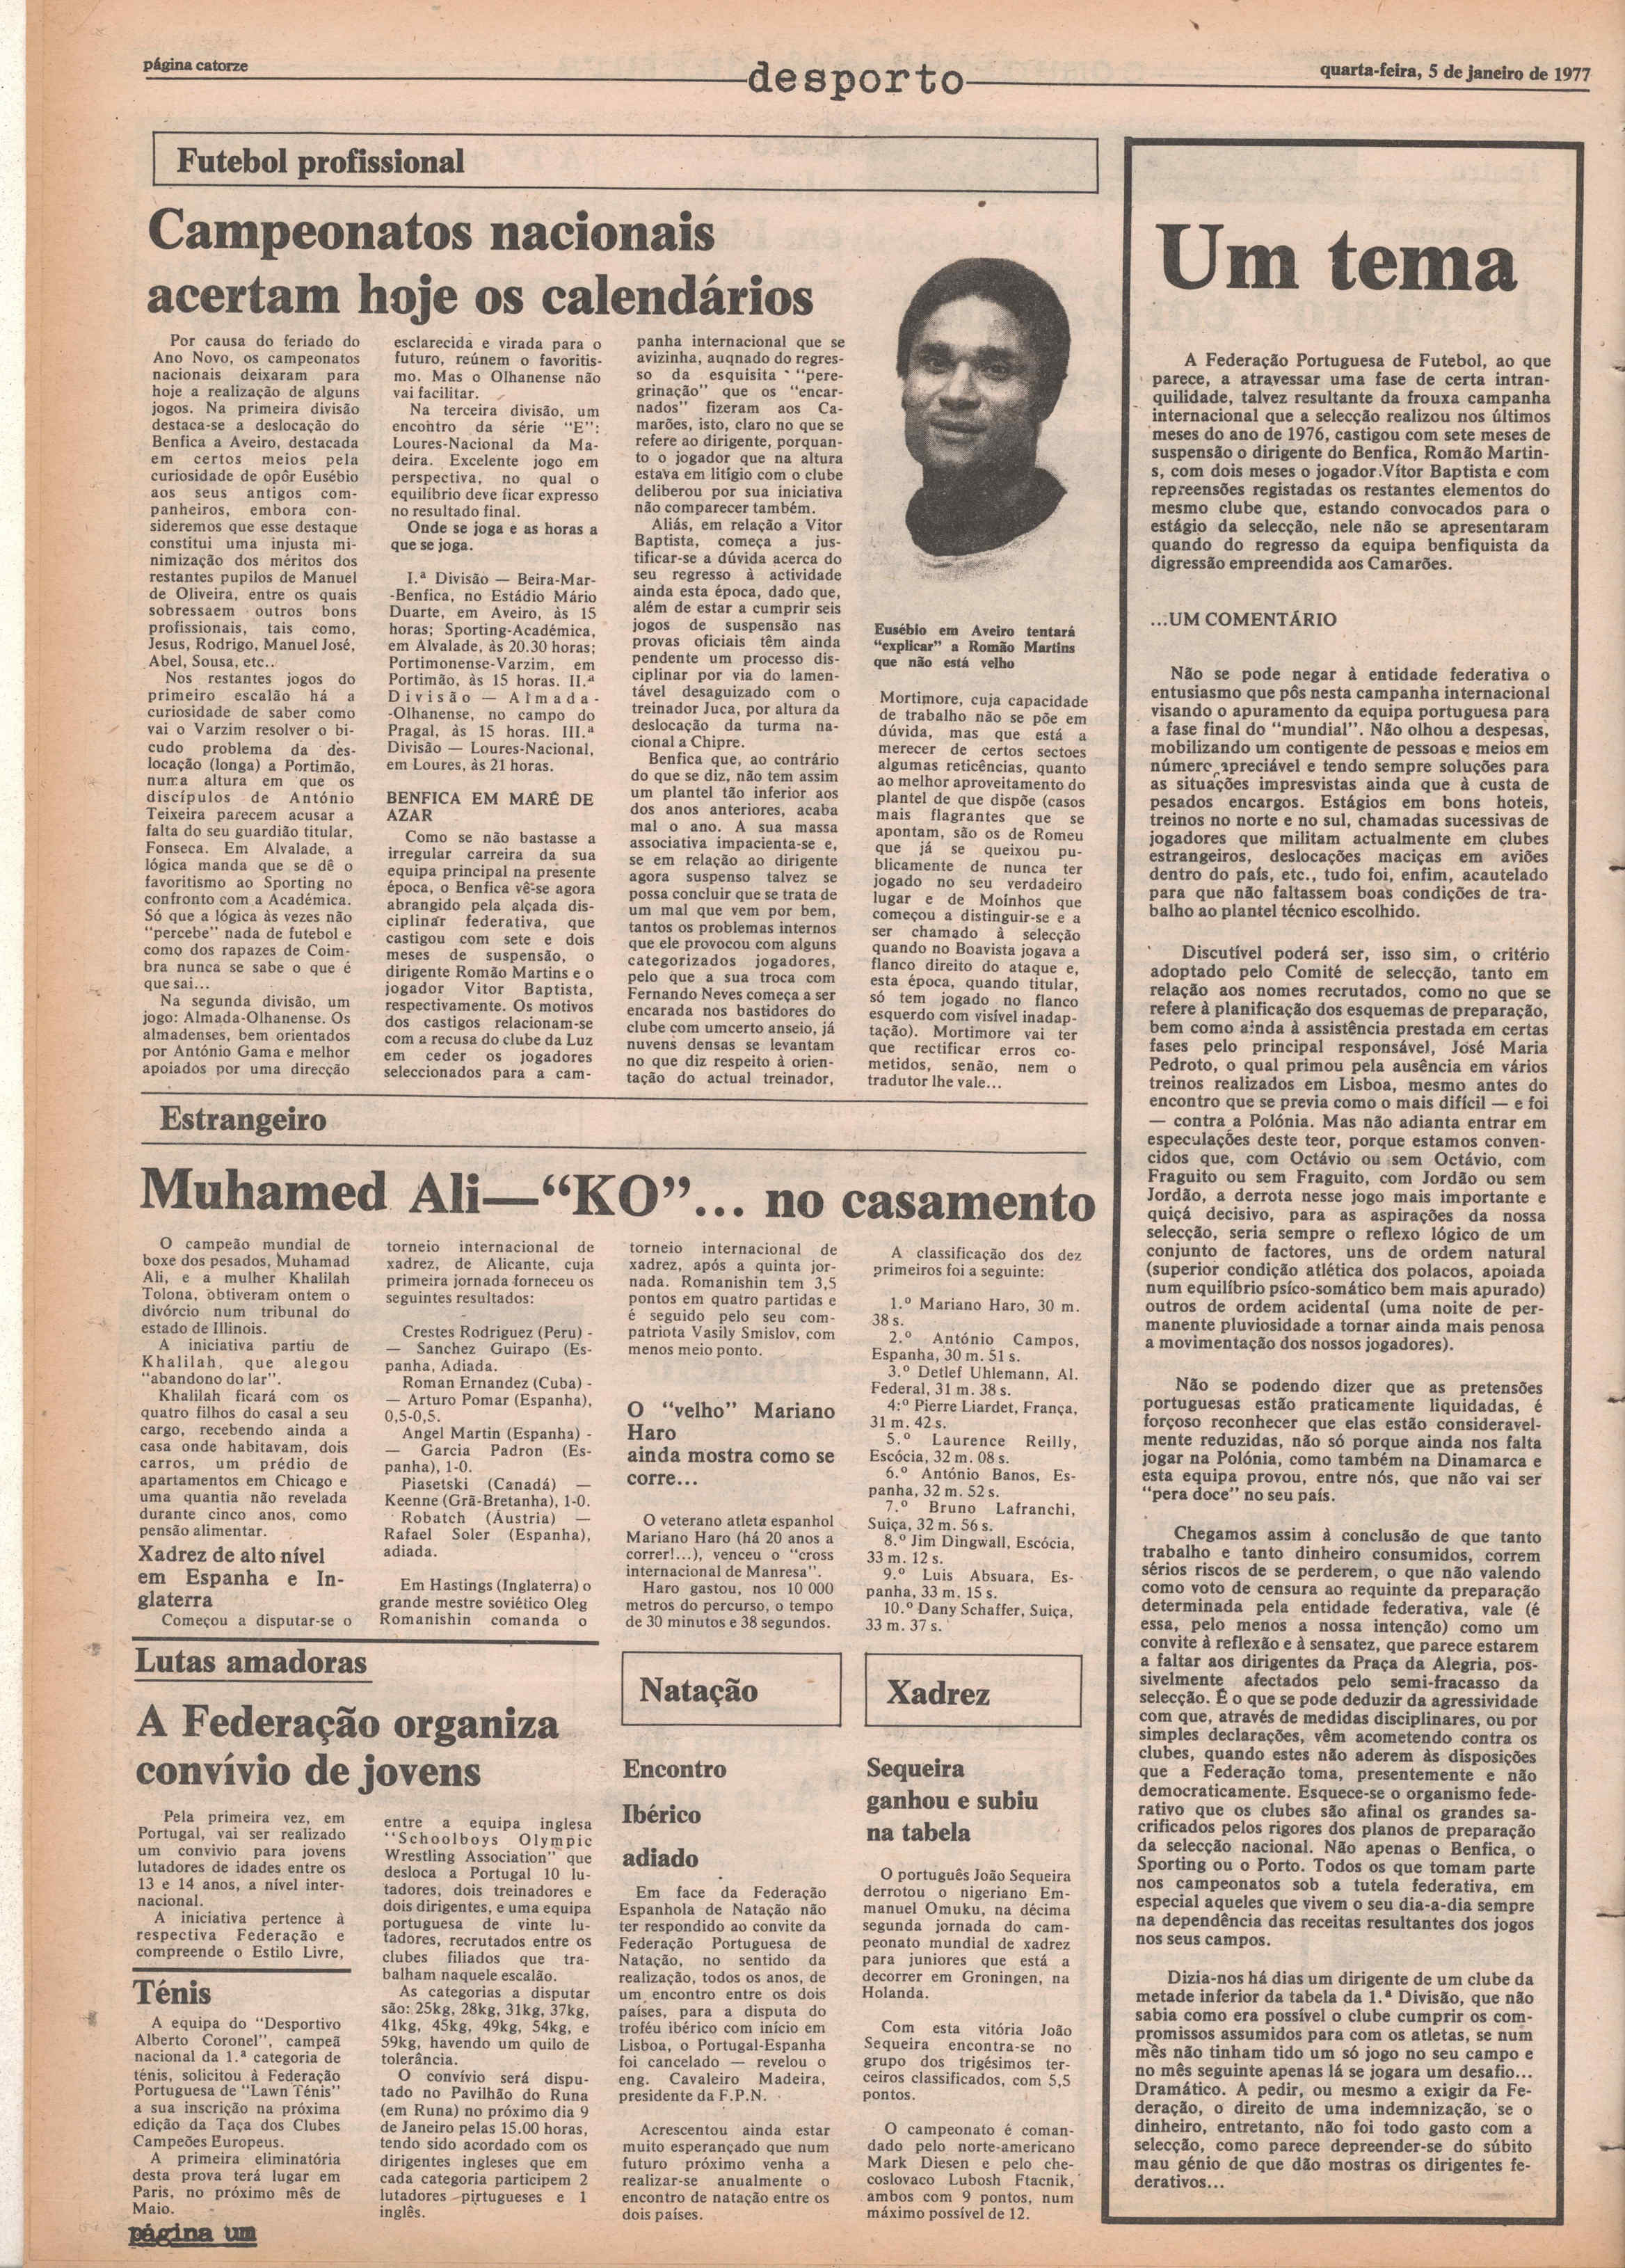 página catorze
desporto
quarta-feira, 5 de janeiro de 1977
Futebol profissional
Campeonatos nacionais
acertam hoje os calendários
Por causa do feriado do
Ano Novo, os campeonatos
nacionais deixaram para
hoje a realização de alguns
jogos. Na primeira divisão
destaca-se a deslocação do
Benfica a Aveiro, destacada
em certos meios pela
curiosidade de opôr Eusébio
aos seus antigos com-
panheiros, embora con-
sideremos que esse destaque
constitui uma injusta mi-
nimização dos méritos dos
restantes pupilos de Manuel
de Oliveira, entre os quais
sobressaem outros bons
profissionais, tais como,
Jesus, Rodrigo, Manuel José,
Abel, Sousa, etc..
Nos restantes jogos do
primeiro escalão há a
curiosidade de saber como
vai o Varzim resolver o bi-
cudo problema da des-
locação (longa) a Portimão,
numa altura em que os
discípulos de António
Teixeira parecem acusar a
falta do seu guardião titular,
Fonseca. Em Alvalade, a
lógica manda que se dê o
favoritismo ao Sporting no
confronto com a Académica.
Só que a lógica às vezes não
"percebe" nada de futebol e
como dos rapazes de Coim-
bra nunca se sabe o que é
que sai...
Na segunda divisão, um
jogo: Almada-Olhanense. Os
almadenses, bem orientados
por António Gama e melhor
apoiados por uma direcção
esclarecida e virada para o
futuro, reúnem o favoritis-
mo. Mas o Olhanense não
vai facilitar.
Na terceira divisão, um
encontro da série "E":
Loures-Nacional da Ma-
deira. Excelente jogo em
perspectiva, no qual o
equilíbrio deve ficar expresso
no resultado final.
Onde se joga e as horas a
que se joga.
I.ª Divisão — Beira-Mar-
-Benfica, no Estádio Mário
Duarte, em Aveiro, às 15
horas; Sporting-Académica,
em Alvalade, às 20.30 horas;
Portimonense-Varzim, em
Portimão, às 15 horas. II.ª
Divisão — Almada-
-Olhanense, no campo do
Pragal, às 15 horas. III.ª
Divisão — Loures-Nacional,
em Loures, às 21 horas.
BENFICA EM MARÉ DE
AZAR
Como se não bastasse a
irregular carreira da sua
equipa principal na presente
época, o Benfica vê-se agora
abrangido pela alçada dis-
ciplinar federativa, que
castigou com sete e dois
meses de suspensão, o
dirigente Romão Martins e o
jogador Vitor Baptista,
respectivamente. Os motivos
dos castigos relacionam-se
com a recusa do clube da Luz
em ceder os jogadores
seleccionados para a cam-
panha internacional que se
avizinha, auqnado do regres-
so da esquisita "pere-
grinação" que os "encar-
nados" fizeram aos Ca-
marões, isto, claro no que se
refere ao dirigente, porquan-
to o jogador que na altura
estava em litígio com o clube
deliberou por sua iniciativa
não comparecer também.
Aliás, em relação a Vitor
Baptista, começa a jus-
tificar-se a dúvida acerca do
seu regresso à actividade
ainda esta época, dado que,
além de estar a cumprir seis
jogos de suspensão nas
provas oficiais têm ainda
pendente um processo dis-
ciplinar por via do lamen-
tável desaguizado com o
treinador Juca, por altura da
deslocação da turma na-
cional a Chipre.
Benfica que, ao contrário
do que se diz, não tem assim
um plantel tão inferior aos
dos anos anteriores, acaba
mal o ano. A sua massa
associativa impacienta-se e,
se em relação ao dirigente
agora suspenso talvez se
possa concluir que se trata de
um mal que vem por bem,
tantos os problemas internos
que ele provocou com alguns
categorizados jogadores,
pelo que a sua troca com
Fernando Neves começa a ser
encarada nos bastidores do
clube com umcerto anseio, já
nuvens densas se levantam
no que diz respeito à orien-
tação do actual treinador,
Eusébio em Aveiro tentará
"explicar" a Romão Martins
que não está velho
Mortimore, cuja capacidade
de trabalho não se põe em
dúvida, mas que está a
merecer de certos sectoes
algumas reticências, quanto
ao melhor aproveitamento do
plantel de que dispõe (casos
mais flagrantes que se
apontam, são os de Romeu
que já se queixou pu-
blicamente de nunca ter
jogado no seu verdadeiro
lugar e de Moínhos que
começou a distinguir-se e a
ser chamado à selecção
quando no Boavista jogava a
flanco direito do ataque e,
esta época, quando titular,
só tem jogado no flanco
esquerdo com visível inadap-
tação). Mortimore vai ter
que rectificar erros co-
metidos, senão, nem o
tradutor lhe vale...
Estrangeiro
Muhamed Ali—"KO"... no casamento
O campeão mundial de
boxe dos pesados, Muhamad
Ali, e a mulher Khalilah
Tolona, obtiveram ontem o
divórcio num tribunal do
estado de Illinois.
A iniciativa partiu de
Khalilah, que alegou
"abandono do lar".
Khalilah ficará com os
quatro filhos do casal a seu
cargo, recebendo ainda a
casa onde habitavam, dois
carros, um prédio de
apartamentos em Chicago e
uma quantia não revelada
durante cinco anos, como
pensão alimentar.
Xadrez de alto nível
em Espanha e In-
glaterra
Começou a disputar-se o
torneio internacional de
xadrez, de Alicante, cuja
primeira jornada forneceu os
seguintes resultados:
Crestes Rodriguez (Peru) -
— Sanchez Guirapo (Es-
panha, Adiada.
Roman Ernandez (Cuba) -
— Arturo Pomar (Espanha),
0,5-0,5.
Angel Martin (Espanha) -
— Garcia Padron (Es-
panha), 1-0.
Piasetski (Canadá) —
Keenne (Grã-Bretanha), 1-0.
Robatch (Áustria) —
Rafael Soler (Espanha),
adiada.
Em Hastings (Inglaterra) o
grande mestre soviético Oleg
Romanishin comanda o
torneio internacional de
xadrez, após a quinta jor-
nada. Romanishin tem 3,5
pontos em quatro partidas e
é seguido pelo seu com-
patriota Vasily Smislov, com
menos meio ponto.
O "velho" Mariano
Haro
ainda mostra como se
corre...
O veterano atleta espanhol
Mariano Haro (há 20 anos a
correr!...), venceu o "cross
internacional de Manresa".
Haro gastou, nos 10 000
metros do percurso, o tempo
de 30 minutos e 38 segundos.
A classificação dos dez
primeiros foi a seguinte:
1.º Mariano Haro, 30 m.
38 s.
2.º António Campos,
Espanha, 30 m. 51 s.
3.º Detlef Uhlemann, Al.
Federal, 31 m. 38 s.
4.º Pierre Liardet, França,
31 m. 42 s.
5.º Laurence Reilly,
Escócia, 32 m. 08 s.
6.º António Banos, Es-
panha, 32 m. 52 s.
7.º Bruno Lafranchi,
Suiça, 32 m. 56 s.
8.º Jim Dingwall, Escócia,
33 m. 12 s.
9.º Luis Absuara, Es-
panha, 33 m. 15 s.
10.º Dany Schaffer, Suiça,
33 m. 37 s.
Lutas amadoras
A Federação organiza
convívio de jovens
Pela primeira vez, em
Portugal, vai ser realizado
um convivio para jovens
lutadores de idades entre os
13 e 14 anos, a nível inter-
nacional.
A iniciativa pertence à
respectiva Federação e
compreende o Estilo Livre,
entre a equipa inglesa
"Schoolboys Olympic
Wrestling Association" que
desloca a Portugal 10 lu-
tadores, dois treinadores e
dois dirigentes, e uma equipa
portuguesa de vinte lu-
tadores, recrutados entre os
clubes filiados que tra-
balham naquele escalão.
As categorias a disputar
são: 25kg, 28kg, 31kg, 37kg,
41kg, 45kg, 49kg, 54kg, e
59kg, havendo um quilo de
tolerância.
O convívio será dispu-
tado no Pavilhão do Runa
(em Runa) no próximo dia 9
de Janeiro pelas 15.00 horas,
tendo sido acordado com os
dirigentes ingleses que em
cada categoria participem 2
lutadores pirtugueses e 1
inglês.
Ténis
A equipa do "Desportivo
Alberto Coronel", campeã
nacional da 1.ª categoria de
ténis, solicitou à Federação
Portuguesa de "Lawn Ténis"
a sua inscrição na próxima
edição da Taça dos Clubes
Campeões Europeus.
A primeira eliminatória
desta prova terá lugar em
Paris, no próximo mês de
Maio.
página um
Natação
Encontro
Ibérico
adiado
Em face da Federação
Espanhola de Natação não
ter respondido ao convite da
Federação Portuguesa de
Natação, no sentido da
realização, todos os anos, de
um encontro entre os dois
países, para a disputa do
troféu ibérico com início em
Lisboa, o Portugal-Espanha
foi cancelado — revelou o
eng. Cavaleiro Madeira,
presidente da F.P.N.
Acrescentou ainda estar
muito esperançado que num
futuro próximo venha a
realizar-se anualmente o
encontro de natação entre os
dois países.
Xadrez
Sequeira
ganhou e subiu
na tabela
O português João Sequeira
derrotou o nigeriano Em-
manuel Omuku, na décima
segunda jornada do cam-
peonato mundial de xadrez
para juniores que está a
decorrer em Groningen, na
Holanda.
Com esta vitória João
Sequeira encontra-se no
grupo dos trigésimos ter-
ceiros classificados, com 5,5
pontos.
O campeonato é coman-
dado pelo norte-americano
Mark Diesen e pelo che-
coslovaco Lubosh Ftacnik,
ambos com 9 pontos, num
máximo possível de 12.
Um tema
A Federação Portuguesa de Futebol, ao que
parece, a atravessar uma fase de certa intran-
quilidade, talvez resultante da frouxa campanha
internacional que a selecção realizou nos últimos
meses do ano de 1976, castigou com sete meses de
suspensão o dirigente do Benfica, Romão Martin-
s, com dois meses o jogador Vítor Baptista e com
repreensões registadas os restantes elementos do
mesmo clube que, estando convocados para o
estágio da selecção, nele não se apresentaram
quando do regresso da equipa benfiquista da
digressão empreendida aos Camarões.
...UM COMENTÁRIO
Não se pode negar à entidade federativa o
entusiasmo que pôs nesta campanha internacional
visando o apuramento da equipa portuguesa para
a fase final do "mundial". Não olhou a despesas,
mobilizando um contigente de pessoas e meios em
número apreciável e tendo sempre soluções para
as situações imprevistas ainda que à custa de
pesados encargos. Estágios em bons hoteis,
treinos no norte e no sul, chamadas sucessivas de
jogadores que militam actualmente em clubes
estrangeiros, deslocações maciças em aviões
dentro do país, etc., tudo foi, enfim, acautelado
para que não faltassem boas condições de tra-
balho ao plantel técnico escolhido.
Discutível poderá ser, isso sim, o critério
adoptado pelo Comité de selecção, tanto em
relação aos nomes recrutados, como no que se
refere à planificação dos esquemas de preparação,
bem como ainda à assistência prestada em certas
fases pelo principal responsável, José Maria
Pedroto, o qual primou pela ausência em vários
treinos realizados em Lisboa, mesmo antes do
encontro que se previa como o mais difícil — e foi
— contra a Polónia. Mas não adianta entrar em
especulações deste teor, porque estamos conven-
cidos que, com Octávio ou sem Octávio, com
Fraguito ou sem Fraguito, com Jordão ou sem
Jordão, a derrota nesse jogo mais importante e
quiçá decisivo, para as aspirações da nossa
selecção, seria sempre o reflexo lógico de um
conjunto de factores, uns de ordem natural
(superior condição atlética dos polacos, apoiada
num equilíbrio psíco-somático bem mais apurado)
outros de ordem acidental (uma noite de per-
manente pluviosidade a tornar ainda mais penosa
a movimentação dos nossos jogadores).
Não se podendo dizer que as pretensões
portuguesas estão praticamente liquidadas, é
forçoso reconhecer que elas estão consideravel-
mente reduzidas, não só porque ainda nos falta
jogar na Polónia, como também na Dinamarca e
esta equipa provou, entre nós, que não vai ser
"pera doce" no seu país.
Chegamos assim à conclusão de que tanto
trabalho e tanto dinheiro consumidos, correm
sérios riscos de se perderem, o que não valendo
como voto de censura ao requinte da preparação
determinada pela entidade federativa, vale (é
essa, pelo menos a nossa intenção) como um
convite à reflexão e à sensatez, que parece estarem
a faltar aos dirigentes da Praça da Alegria, pos-
sivelmente afectados pelo semi-fracasso da
selecção. É o que se pode deduzir da agressividade
com que, através de medidas disciplinares, ou por
simples declarações, vêm acometendo contra os
clubes, quando estes não aderem às disposições
que a Federação toma, presentemente e não
democraticamente. Esquece-se o organismo fede-
rativo que os clubes são afinal os grandes sa-
crificados pelos rigores dos planos de preparação
da selecção nacional. Não apenas o Benfica, o
Sporting ou o Porto. Todos os que tomam parte
nos campeonatos sob a tutela federativa, em
especial aqueles que vivem o seu dia-a-dia sempre
na dependência das receitas resultantes dos jogos
nos seus campos.
Dizia-nos há dias um dirigente de um clube da
metade inferior da tabela da 1.ª Divisão, que não
sabia como era possível o clube cumprir os com-
promissos assumidos para com os atletas, se num
mês não tinham tido um só jogo no seu campo e
no mês seguinte apenas lá se jogara um desafio...
Dramático. A pedir, ou mesmo a exigir da Fe-
deração, o direito de uma indemnização, se o
dinheiro, entretanto, não foi todo gasto com a
selecção, como parece depreender-se do súbito
mau génio de que dão mostras os dirigentes fe-
derativos...